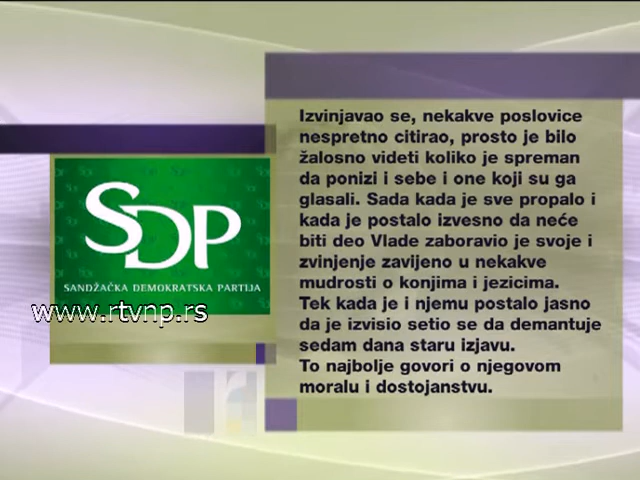 Izvinjavao se, nekakve poslovice
nespretno citirao, prosto je bilo
žalosno videti koliko je spreman
da ponizi i sebe i one koji su ga
glasali. Sada kada je sve propalo i
kada je postalo izvesno da neće
biti deo Vlade zaboravio je svoje i
zvinjenje zavijeno u nekakve
mudrosti o konjima i jezicima.
Tek kada je i njemu postalo jasno
da je izvisio setio se da demantuje
sedam dana staru izjavu.
To najbolje govori o njegovom
moralu i dostojanstvu.
SDP
SANDŽAČKA DEMOKRATSKA PARTIJA
www.rtvnp.rs